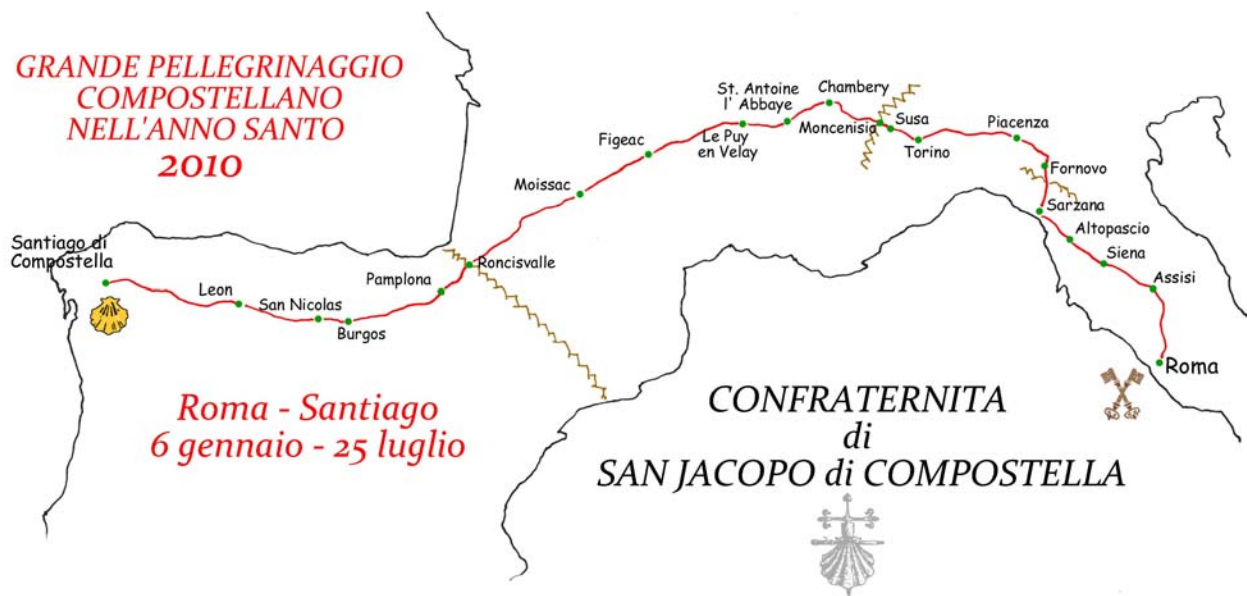 GRANDE PELLEGRINAGGIO
COMPOSTELLANO
NELL'ANNO SANTO
2010
St. Antoine
l' Abbaye
Chambery
Moncenisio
Susa
Torino
Piacenza
Fornovo
Figeac
Le Puy
en Velay
Moissac
Sarzana
Altopascio
Siena
Assisi
Roma
Santiago di
Compostella
Leon
San Nicolas
Burgos
Pamplona
Roncisvalle
Roma - Santiago
6 gennaio - 25 luglio
CONFRATERNITA
di
SAN JACOPO di COMPOSTELLA